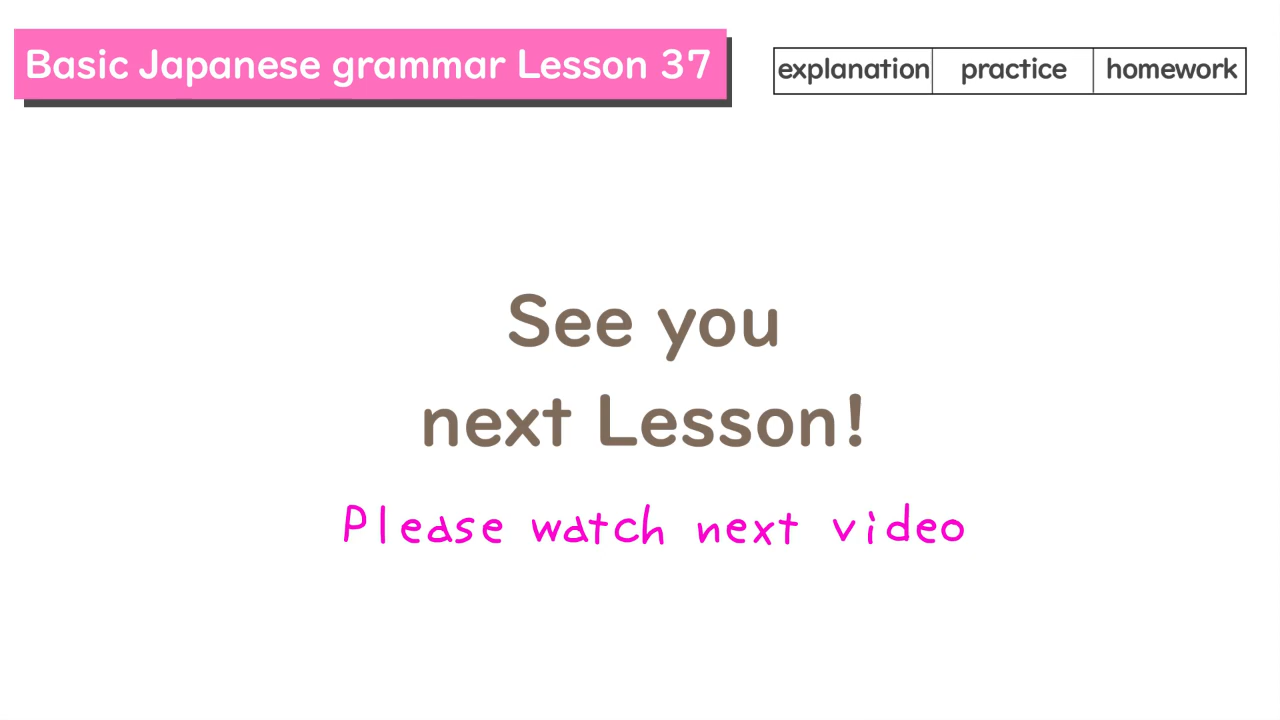 Basic Japanese grammar Lesson 37
explanation practice homework
See you
next Lesson!
Please watch next video